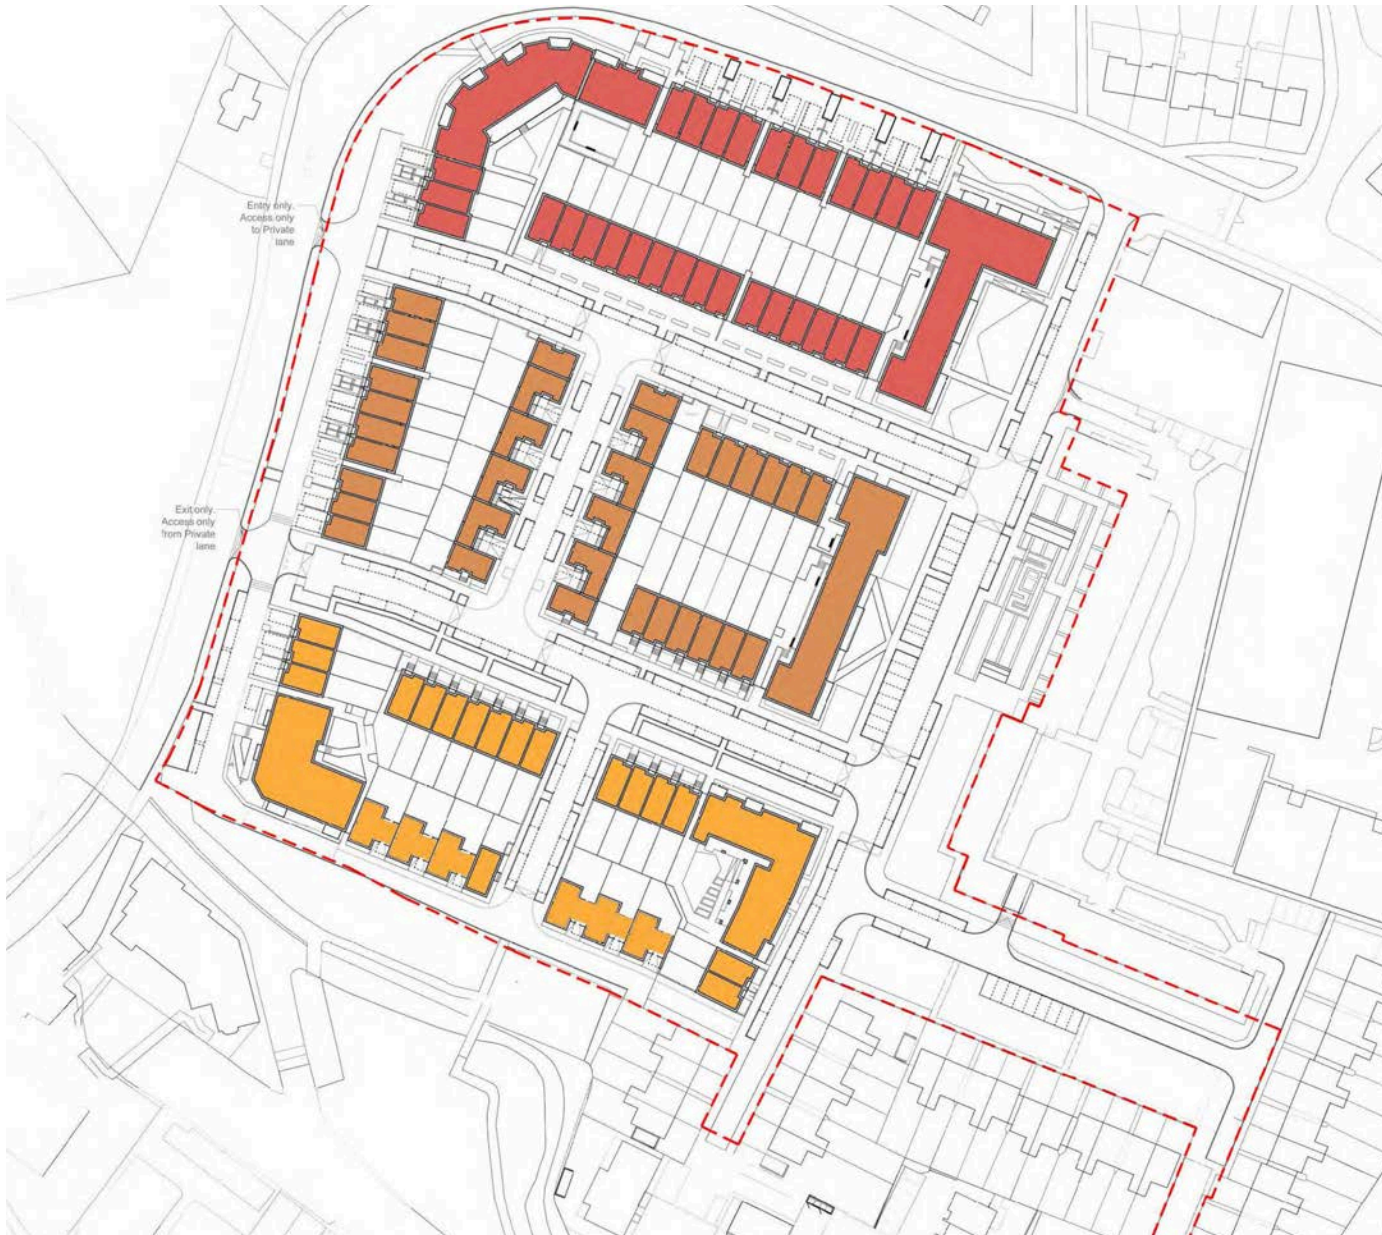 Entry only.
Access only
to Private
lane
Exit only.
Access only
from Private
lane